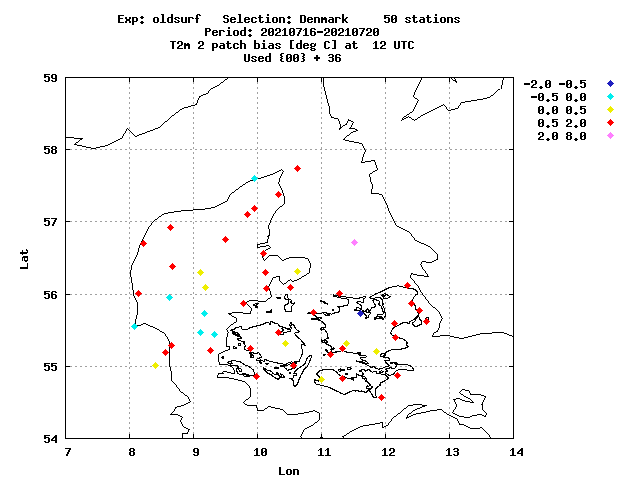 Exp: oldsurf   Selection: Denmark     50 stations
Period: 20210716-20210720
T2m 2 patch bias [deg C] at  12 UTC
Used {00} + 36
-2.0 -0.5
-0.5 0.0
0.0 0.5
0.5 2.0
2.0 8.0
59
58
57
56
55
54
Lat
7 8 9 10 11 12 13 14
Lon